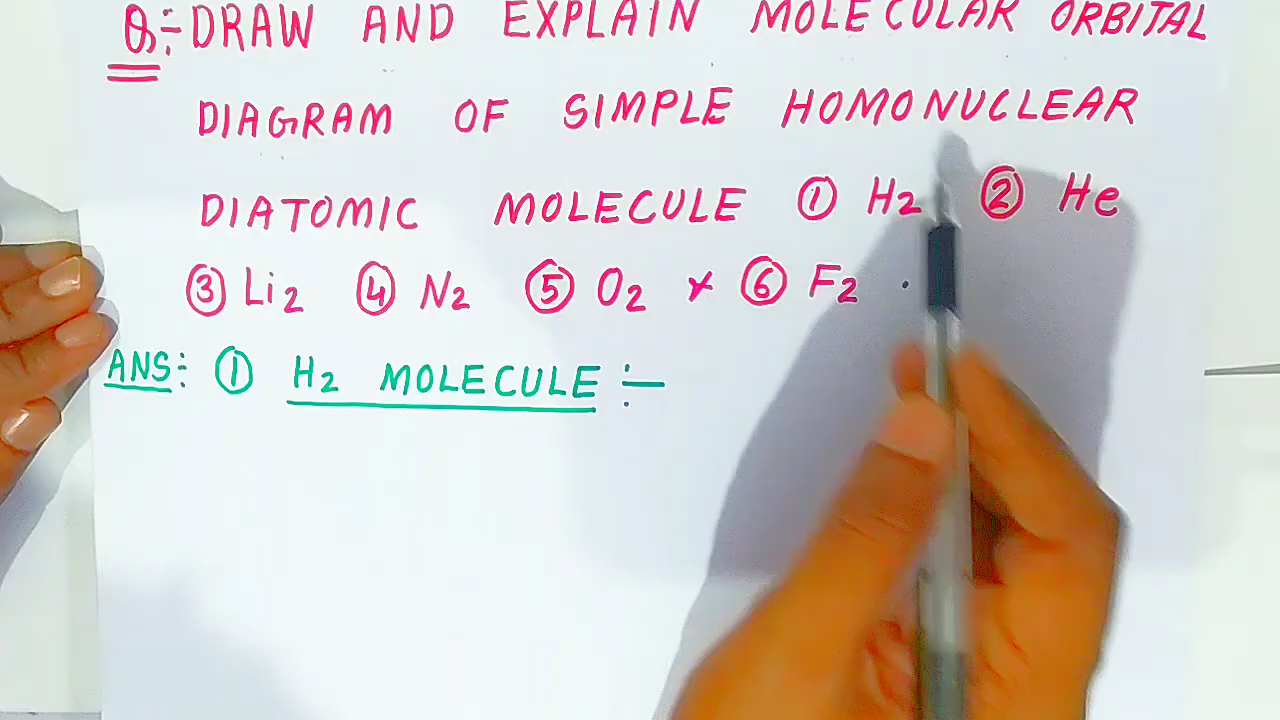 Q:- DRAW AND EXPLAIN MOLECULAR ORBITAL
DIAGRAM OF SIMPLE HOMONUCLEAR
DIATOMIC MOLECULE ① H2 ② He
③ Li2 ④ N2 ⑤ O2 & ⑥ F2 .
ANS: ① H2 MOLECULE :-